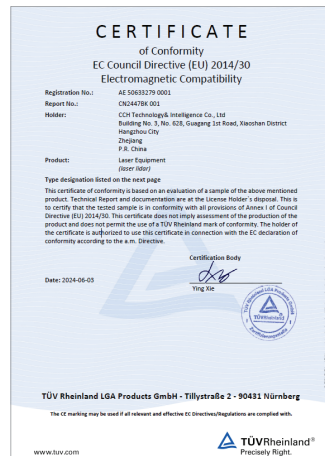 CERTIFICATE
of Conformity
EC Council Directive (EU) 2014/30
Electromagnetic Compatibility
Registration No.: AE 50633279 0001
Report No.: CN2447BK 001
Holder: CCH Technology& Intelligence Co., Ltd
Building No. 3, No. 628, Guagang 1st Road, Xiaoshan District
Hangzhou City
Zhejiang
P.R. China
Product: Laser Equipment
(laser lidar)
Type designation listed on the next page
This certificate of conformity is based on an evaluation of a sample of the above mentioned
product. Technical Report and documentation are at the License Holder's disposal. This is
to certify that the tested sample is in conformity with all provisions of Annex I of Council
Directive (EU) 2014/30. This certificate does not imply assessment of the production of the
product and does not permit the use of a TÜV Rheinland mark of conformity. The holder of
the certificate is authorized to use this certificate in connection with the EC declaration of
conformity according to the a.m. Directive.
Certification Body
Date: 2024-06-05
Ying Xie
TÜV Rheinland LGA Products GmbH
TÜVRheinland
Zertifizierungsstelle
TÜV Rheinland LGA Products GmbH - Tillystraße 2 - 90431 Nürnberg
The CE marking may be used if all relevant and effective EC Directives/Regulations are complied with.
www.tuv.com
TÜVRheinland®
Precisely Right.